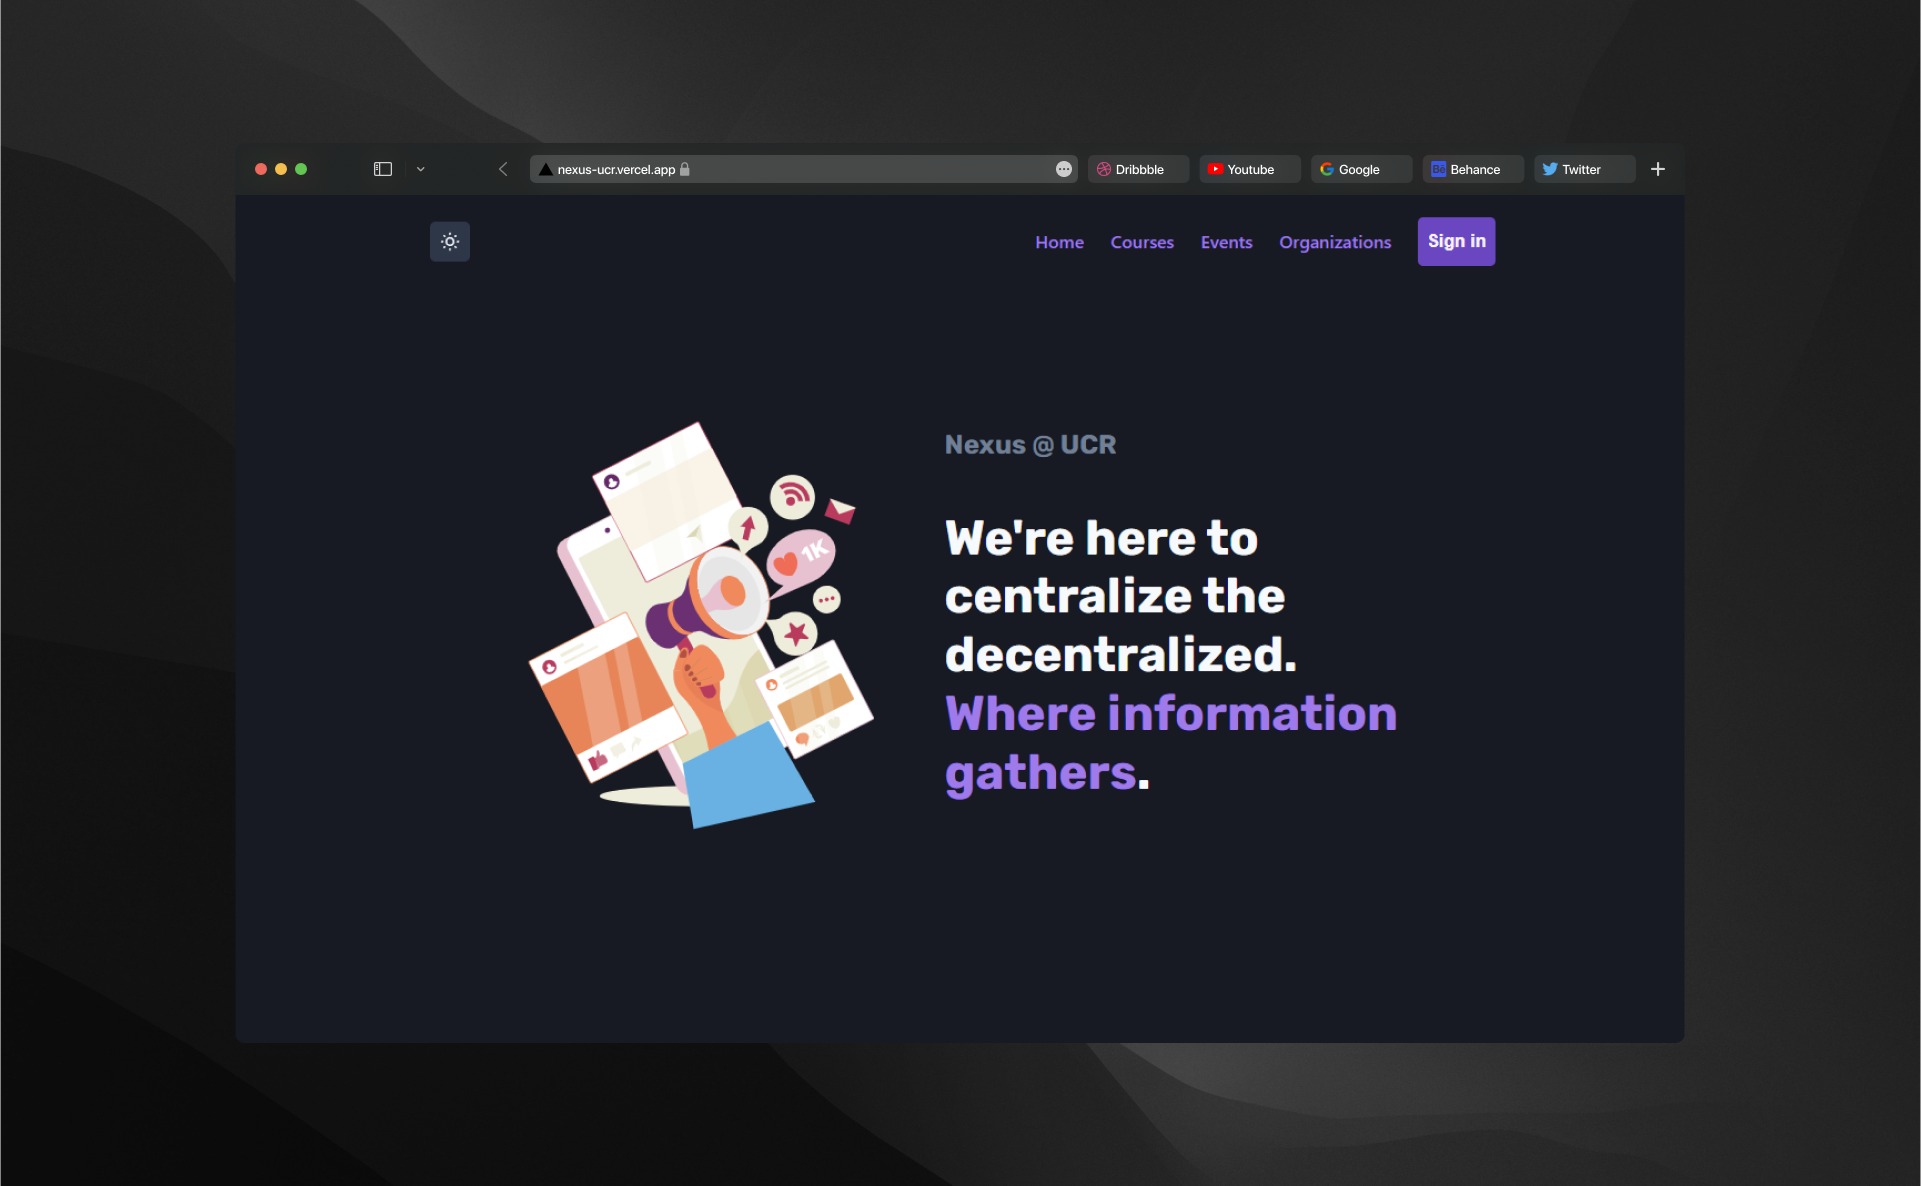 nexus-ucr.vercel.app
Dribbble
Youtube
Google
Bē Behance
Twitter
Home Courses Events Organizations Sign in
Nexus @ UCR
We're here to
centralize the
decentralized.
Where information
gathers.
1K